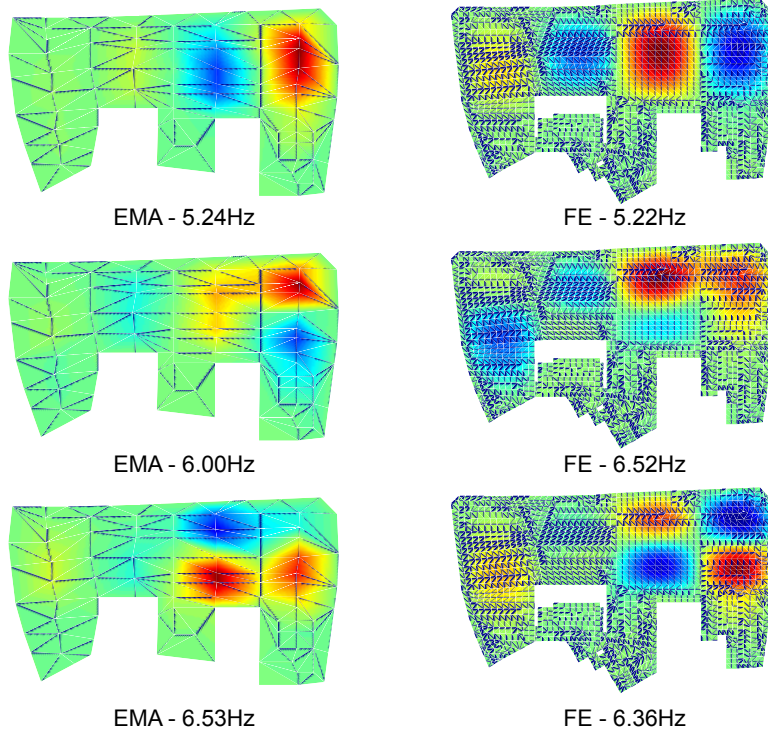 EMA - 5.24Hz
FE - 5.22Hz
EMA - 6.00Hz
FE - 6.52Hz
EMA - 6.53Hz
FE - 6.36Hz